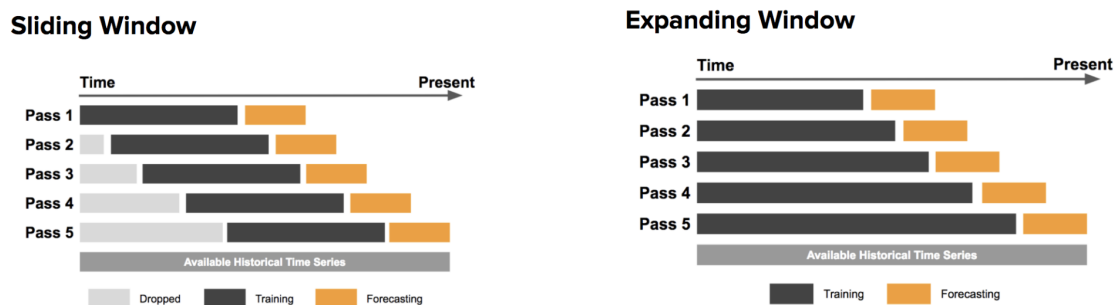 Sliding Window
Time
Present
Pass 1
Pass 2
Pass 3
Pass 4
Pass 5
Available Historical Time Series
Dropped
Training
Forecasting
Expanding Window
Time
Present
Pass 1
Pass 2
Pass 3
Pass 4
Pass 5
Available Historical Time Series
Training
Forecasting